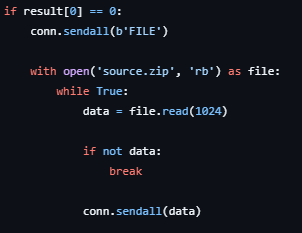 if result[0] == 0:
    conn.sendall(b'FILE')

    with open('source.zip', 'rb') as file:
        while True:
            data = file.read(1024)

            if not data:
                break

            conn.sendall(data)